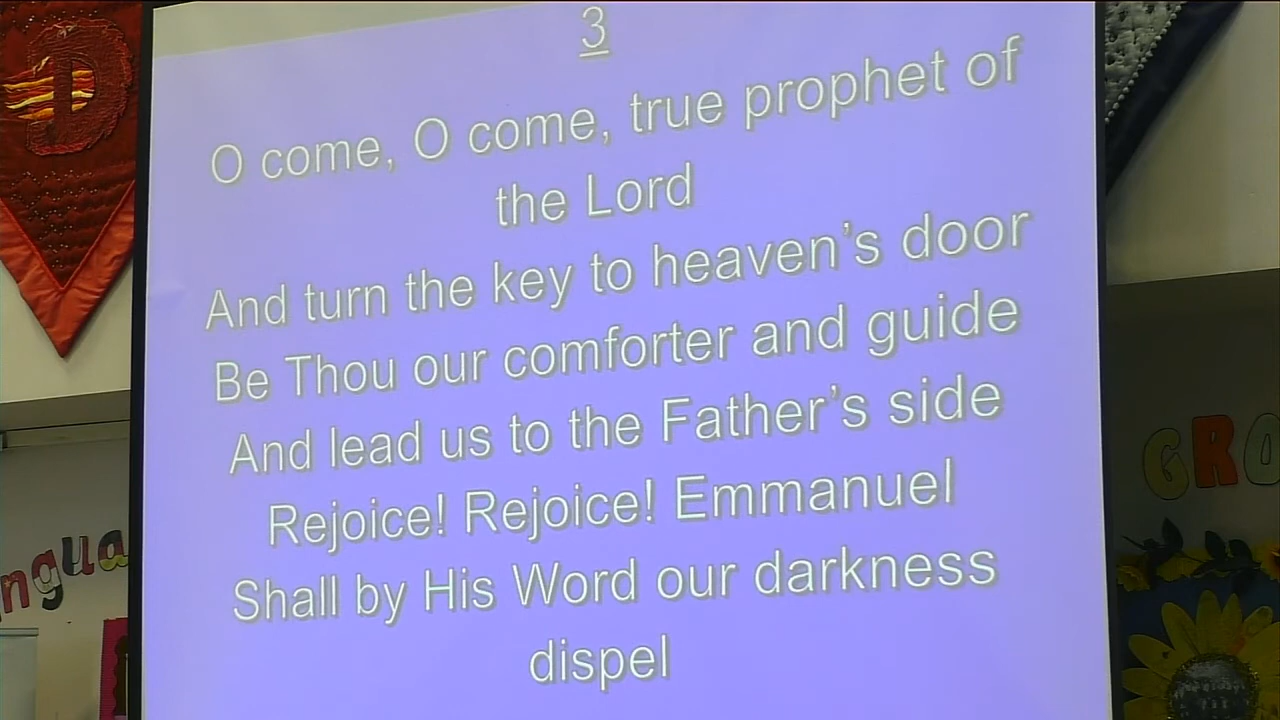 3
O come, O come, true prophet of
the Lord
And turn the key to heaven's door
Be Thou our comforter and guide
And lead us to the Father's side
Rejoice! Rejoice! Emmanuel
Shall by His Word our darkness
dispel
D
ngua
GRO